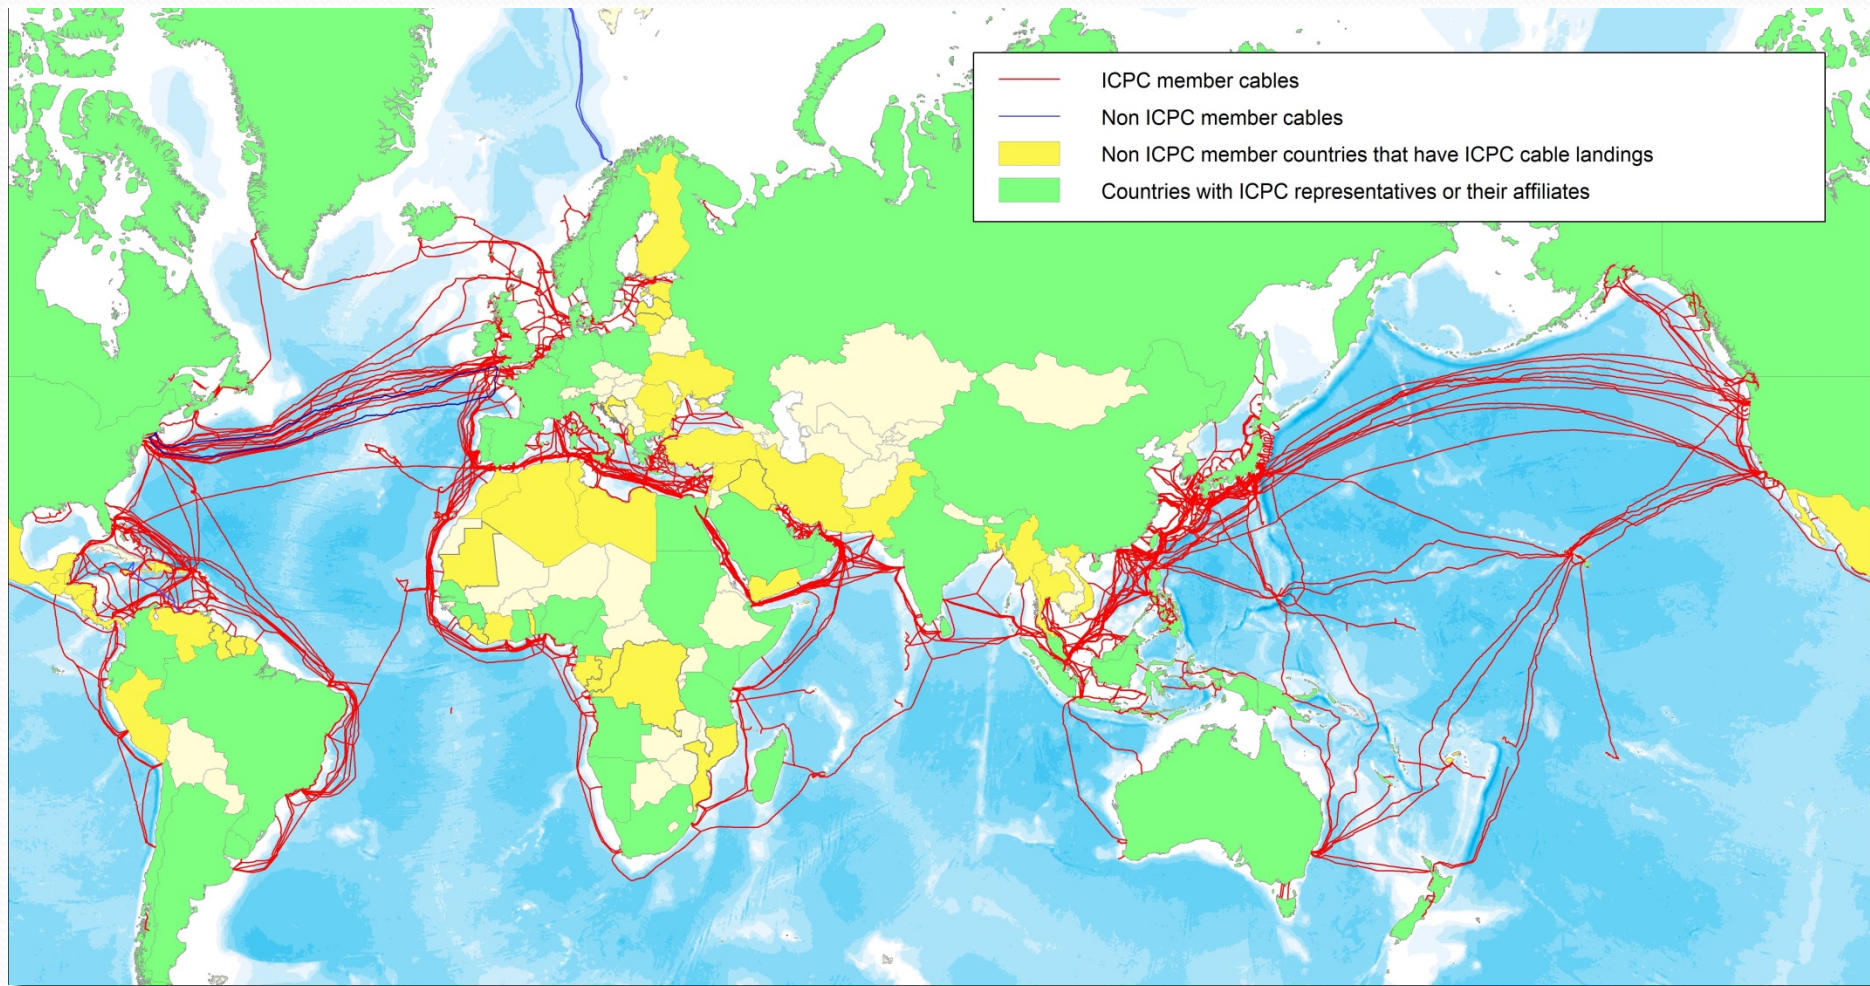 ICPC member cables
Non ICPC member cables
Non ICPC member countries that have ICPC cable landings
Countries with ICPC representatives or their affiliates